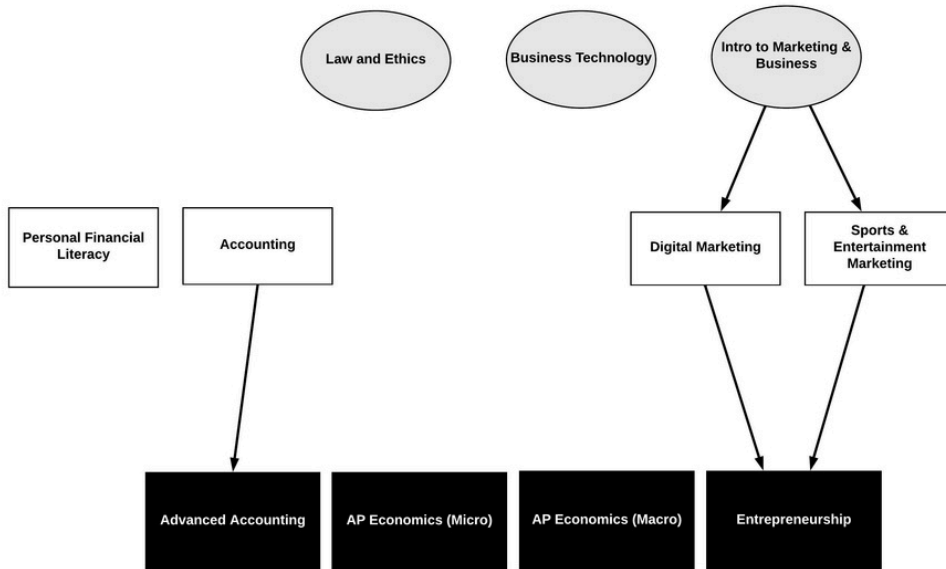 Law and Ethics
Business Technology
Intro to Marketing &
Business
Personal Financial
Literacy
Accounting
Digital Marketing
Sports &
Entertainment
Marketing
Advanced Accounting
AP Economics (Micro)
AP Economics (Macro)
Entrepreneurship